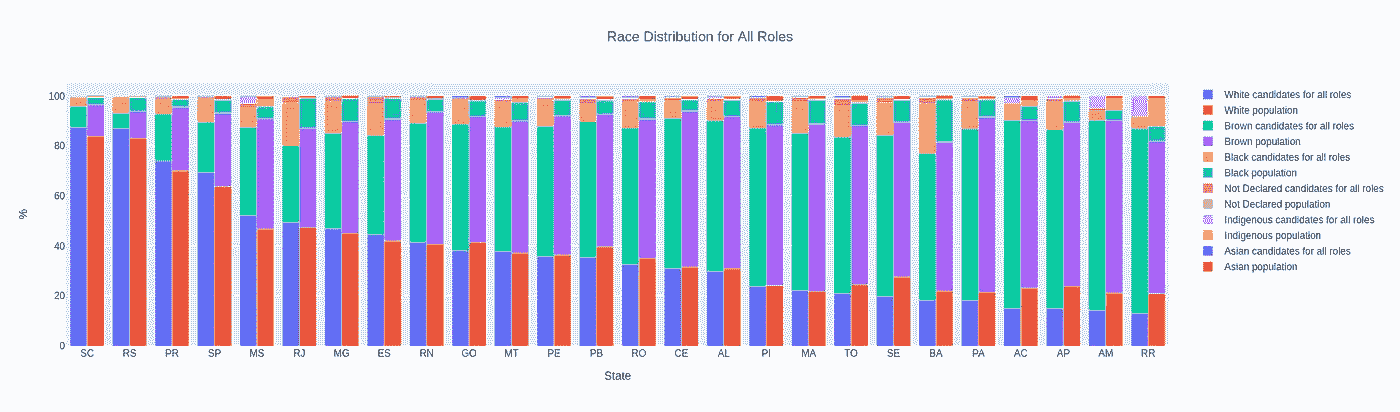 Race Distribution for All Roles
100
80
60
40
20
0
%
SC RS PR SP MS RJ MG ES RN GO MT PE PB RO CE AL PI MA TO SE BA PA AC AP AM RR
State
White candidates for all roles
White population
Brown candidates for all roles
Brown population
Black candidates for all roles
Black population
Not Declared candidates for all roles
Not Declared population
Indigenous candidates for all roles
Indigenous population
Asian candidates for all roles
Asian population